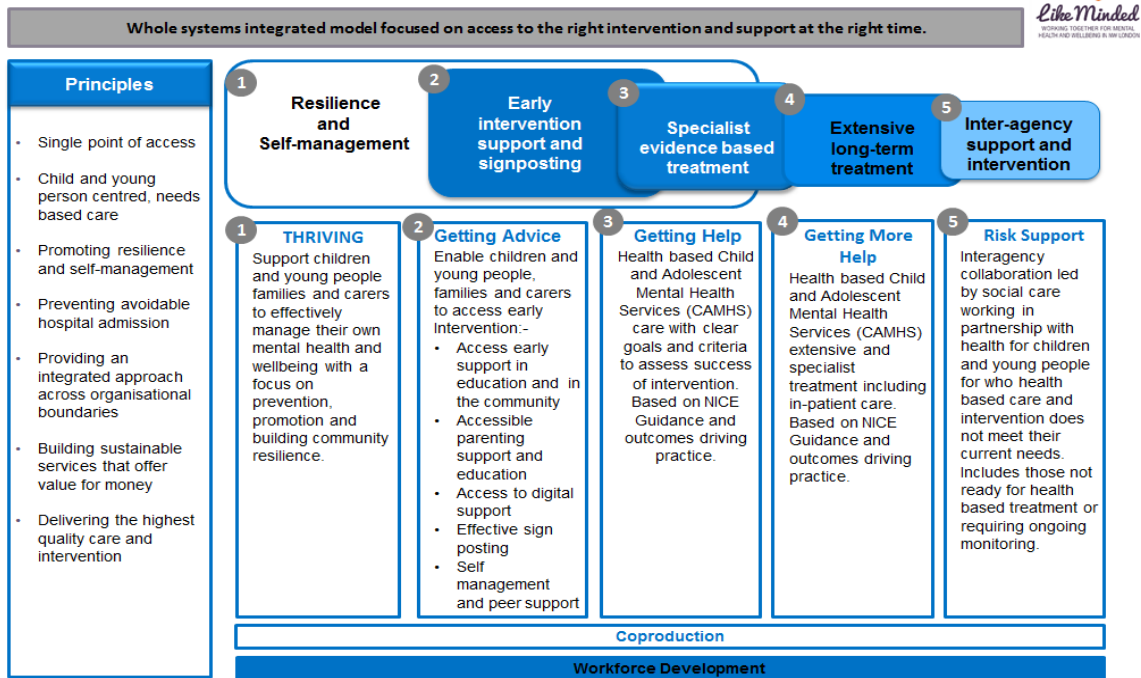 Whole systems integrated model focused on access to the right intervention and support at the right time.
Like Minded
WORKING TOGETHER FOR MENTAL
HEALTH AND WELLBEING IN NW LONDON
Principles
• Single point of access
• Child and young
person centred, needs
based care
• Promoting resilience
and self-management
• Preventing avoidable
hospital admission
• Providing an
integrated approach
across organisational
boundaries
• Building sustainable
services that offer
value for money
• Delivering the highest
quality care and
intervention
1
Resilience
and
Self-management
2
Early
intervention
support and
signposting
3
Specialist
evidence based
treatment
4
Extensive
long-term
treatment
5
Inter-agency
support and
intervention
1
THRIVING
Support children
and young people
families and carers
to effectively
manage their own
mental health and
wellbeing with a
focus on
prevention,
promotion and
building community
resilience.
2
Getting Advice
Enable children and
young people,
families and carers
to access early
Intervention:-
• Access early
support in
education and in
the community
• Accessible
parenting
support and
education
• Access to digital
support
• Effective sign
posting
• Self
management
and peer support
3
Getting Help
Health based Child
and Adolescent
Mental Health
Services (CAMHS)
care with clear
goals and criteria
to assess success
of intervention.
Based on NICE
Guidance and
outcomes driving
practice.
4
Getting More
Help
Health based Child
and Adolescent
Mental Health
Services (CAMHS)
extensive and
specialist
treatment including
in-patient care.
Based on NICE
Guidance and
outcomes driving
practice.
5
Risk Support
Interagency
collaboration led
by social care
working in
partnership with
health for children
and young people
for who health
based care and
intervention does
not meet their
current needs.
Includes those not
ready for health
based treatment or
requiring ongoing
monitoring.
Coproduction
Workforce Development